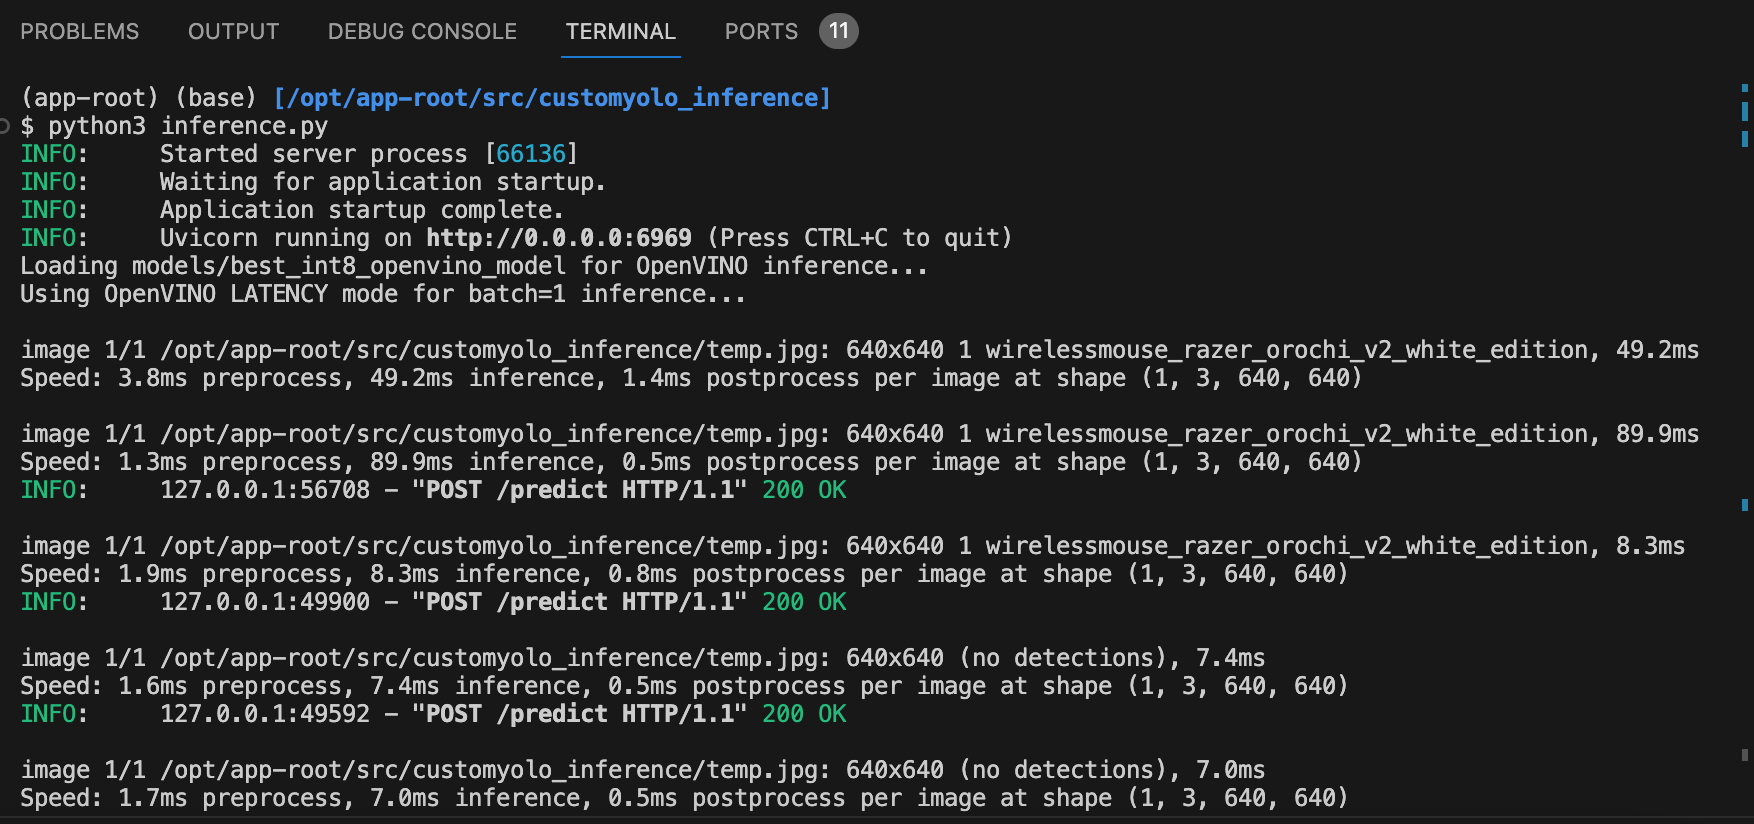 PROBLEMS OUTPUT DEBUG CONSOLE TERMINAL PORTS 11
(app-root) (base) [/opt/app-root/src/customyolo_inference]
$ python3 inference.py
INFO:     Started server process [66136]
INFO:     Waiting for application startup.
INFO:     Application startup complete.
INFO:     Uvicorn running on http://0.0.0.0:6969 (Press CTRL+C to quit)
Loading models/best_int8_openvino_model for OpenVINO inference...
Using OpenVINO LATENCY mode for batch=1 inference...
image 1/1 /opt/app-root/src/customyolo_inference/temp.jpg: 640x640 1 wirelessmouse_razer_orochi_v2_white_edition, 49.2ms
Speed: 3.8ms preprocess, 49.2ms inference, 1.4ms postprocess per image at shape (1, 3, 640, 640)
image 1/1 /opt/app-root/src/customyolo_inference/temp.jpg: 640x640 1 wirelessmouse_razer_orochi_v2_white_edition, 89.9ms
Speed: 1.3ms preprocess, 89.9ms inference, 0.5ms postprocess per image at shape (1, 3, 640, 640)
INFO:     127.0.0.1:56708 - "POST /predict HTTP/1.1" 200 OK
image 1/1 /opt/app-root/src/customyolo_inference/temp.jpg: 640x640 1 wirelessmouse_razer_orochi_v2_white_edition, 8.3ms
Speed: 1.9ms preprocess, 8.3ms inference, 0.8ms postprocess per image at shape (1, 3, 640, 640)
INFO:     127.0.0.1:49900 - "POST /predict HTTP/1.1" 200 OK
image 1/1 /opt/app-root/src/customyolo_inference/temp.jpg: 640x640 (no detections), 7.4ms
Speed: 1.6ms preprocess, 7.4ms inference, 0.5ms postprocess per image at shape (1, 3, 640, 640)
INFO:     127.0.0.1:49592 - "POST /predict HTTP/1.1" 200 OK
image 1/1 /opt/app-root/src/customyolo_inference/temp.jpg: 640x640 (no detections), 7.0ms
Speed: 1.7ms preprocess, 7.0ms inference, 0.5ms postprocess per image at shape (1, 3, 640, 640)